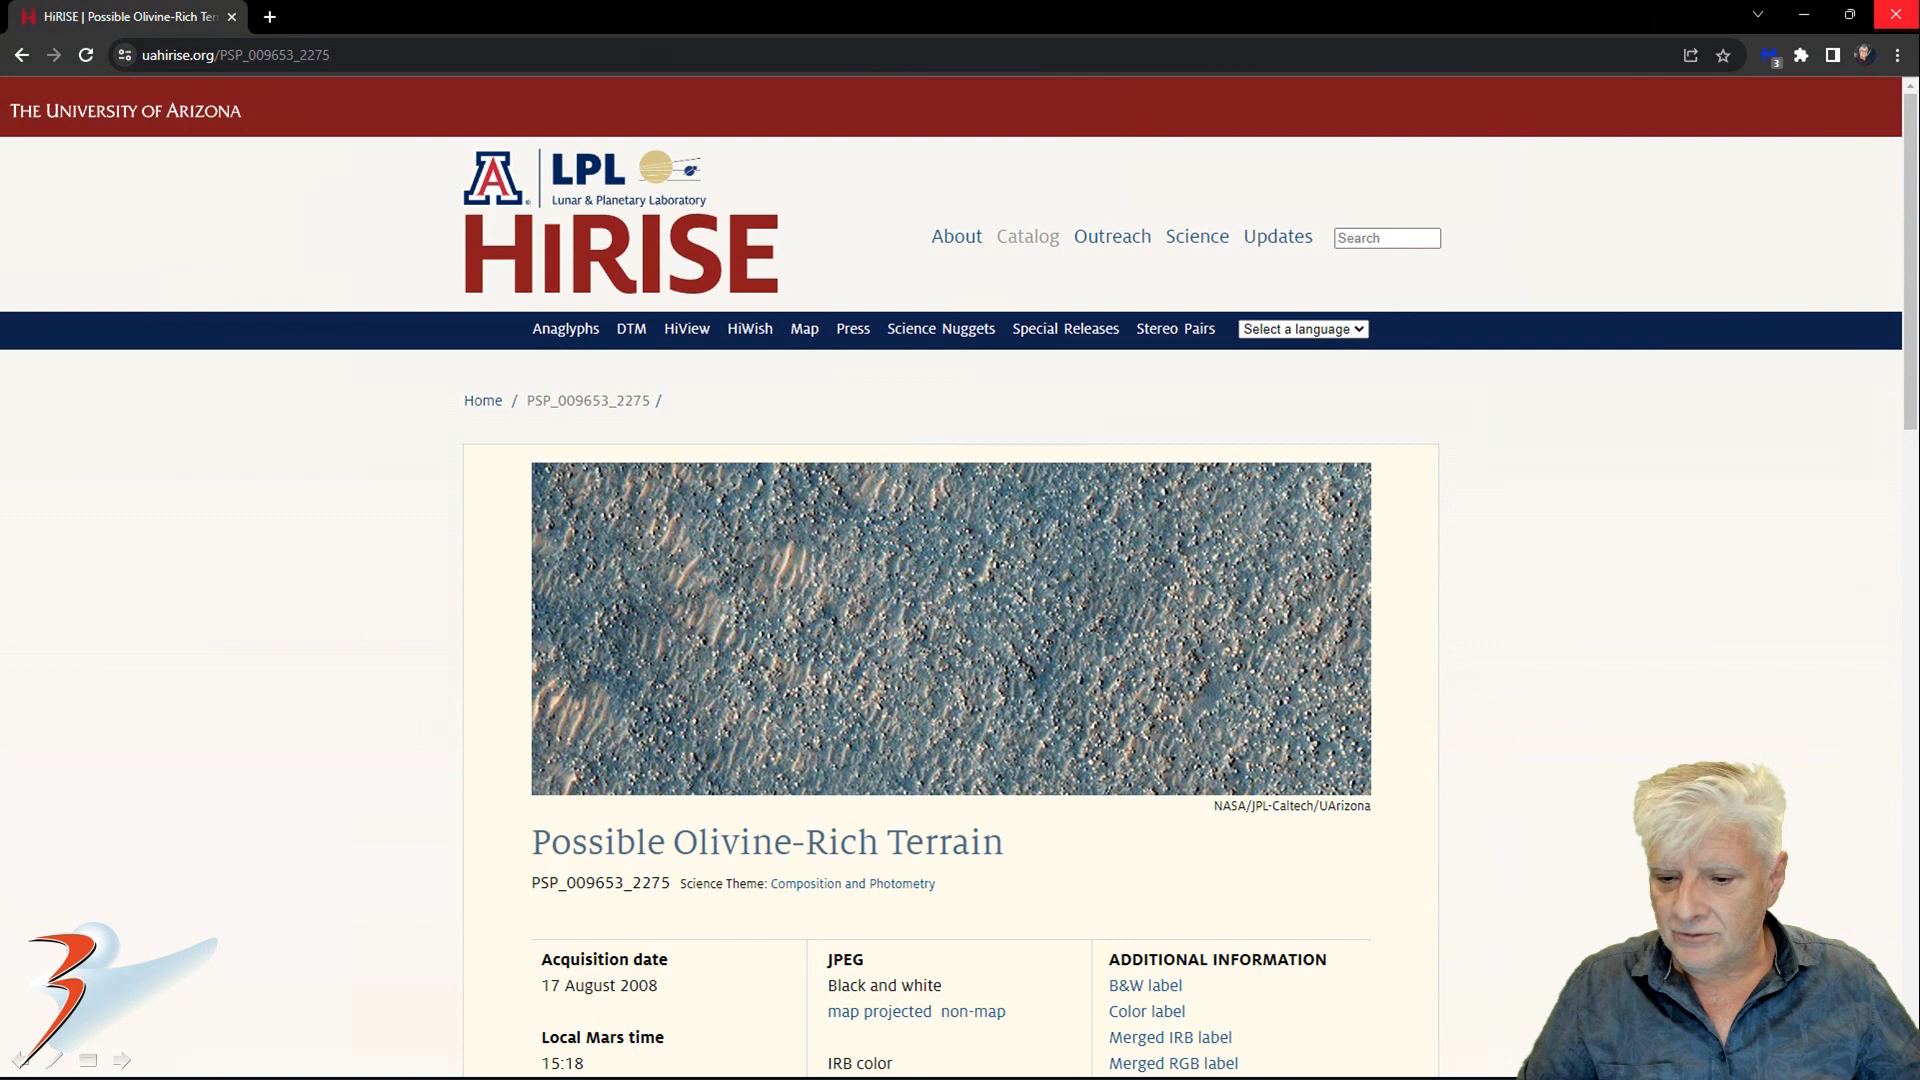 HiRISE | Possible Olivine-Rich Ter
uahirise.org/PSP_009653_2275
3
THE UNIVERSITY OF ARIZONA
A
LPL
Lunar & Planetary Laboratory
HiRISE
About Catalog Outreach Science Updates Search
Anaglyphs DTM HiView HiWish Map Press Science Nuggets Special Releases Stereo Pairs Select a language
Home / PSP_009653_2275 /
NASA/JPL-Caltech/UArizona
Possible Olivine-Rich Terrain
PSP_009653_2275 Science Theme: Composition and Photometry
Acquisition date
17 August 2008
Local Mars time
15:18
JPEG
Black and white
map projected non-map
IRB color
ADDITIONAL INFORMATION
B&W label
Color label
Merged IRB label
Merged RGB label